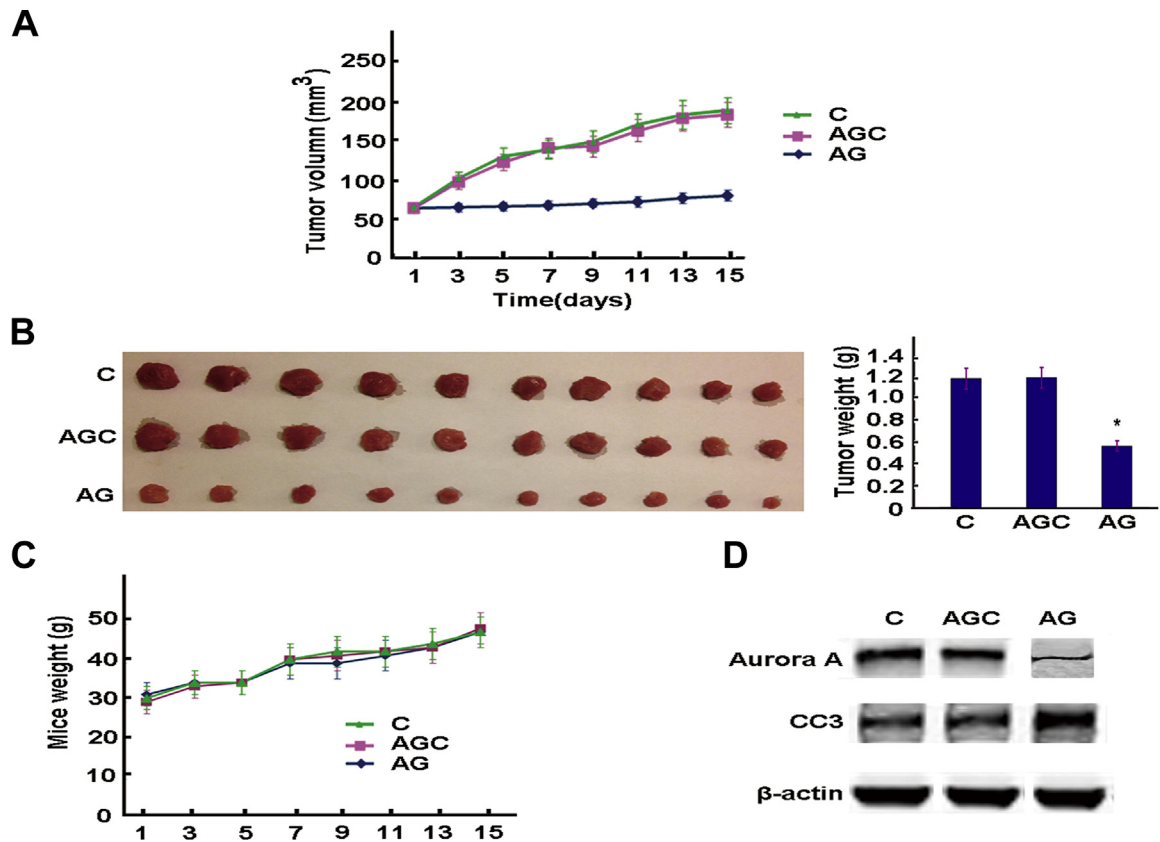 A
Tumor volumn (mm3)
250
200
150
100
50
0
1 3 5 7 9 11 13 15
Time(days)
C
AGC
AG
B
C
AGC
AG
Tumor weight (g)
1.4
1.2
1.0
0.8
0.6
0.4
0.2
0
*
C AGC AG
C
Mice weight (g)
50
40
30
20
10
0
1 3 5 7 9 11 13 15
C
AGC
AG
D
C AGC AG
Aurora A
CC3
β-actin